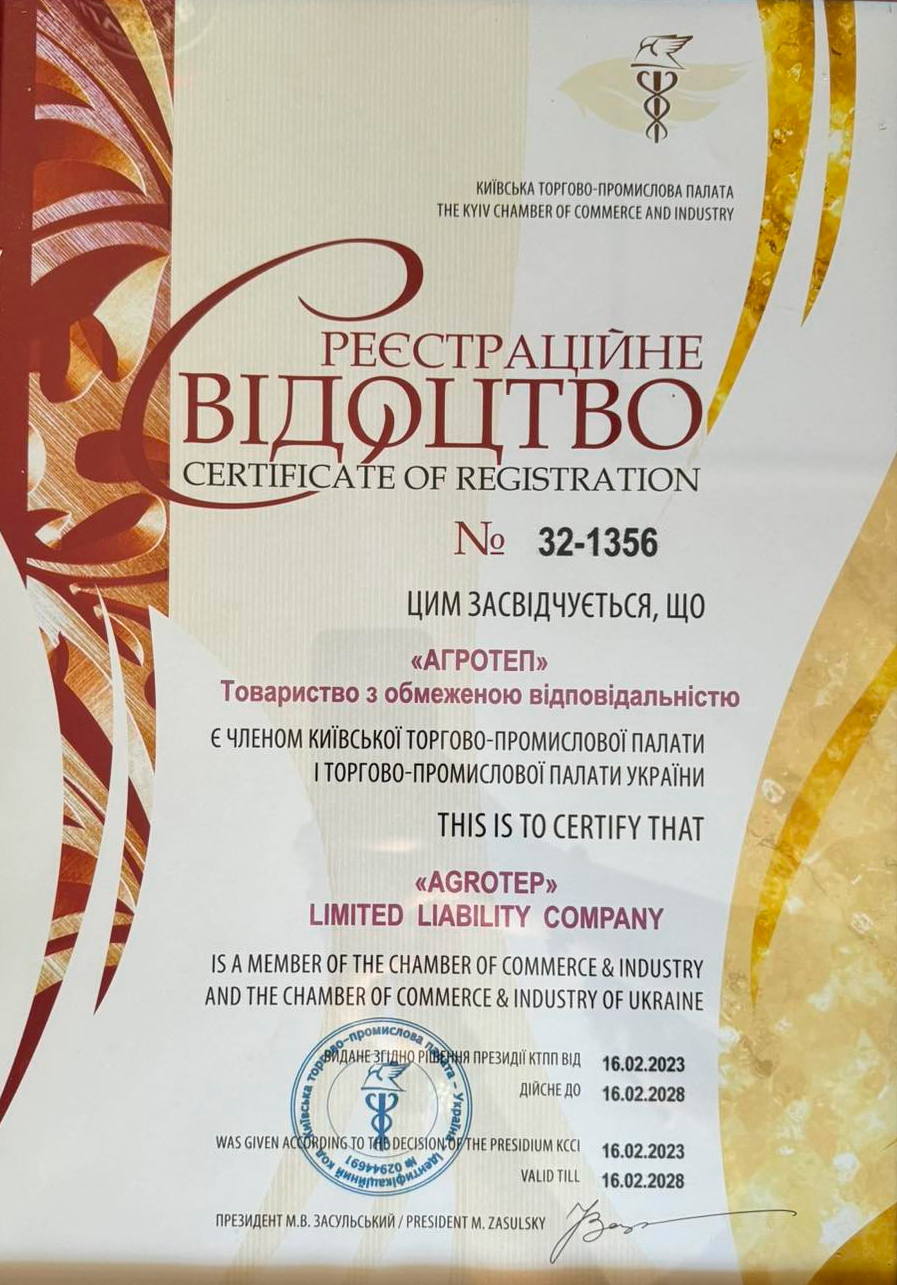 КИЇВСЬКА ТОРГОВО-ПРОМИСЛОВА ПАЛАТА
THE KYIV CHAMBER OF COMMERCE AND INDUSTRY
РЕЄСТРАЦІЙНЕ
СВІДОЦТВО
CERTIFICATE OF REGISTRATION
№ 32-1356
ЦИМ ЗАСВІДЧУЄТЬСЯ, ЩО
«АГРОТЕП»
Товариство з обмеженою відповідальністю
Є ЧЛЕНОМ КИЇВСЬКОЇ ТОРГОВО-ПРОМИСЛОВОЇ ПАЛАТИ
І ТОРГОВО-ПРОМИСЛОВОЇ ПАЛАТИ УКРАЇНИ
THIS IS TO CERTIFY THAT
«AGROTEP»
LIMITED LIABILITY COMPANY
IS A MEMBER OF THE CHAMBER OF COMMERCE & INDUSTRY
AND THE CHAMBER OF COMMERCE & INDUSTRY OF UKRAINE
ВИДАНЕ ЗГІДНО РІШЕННЯ ПРЕЗИДІЇ КТПП ВІД 16.02.2023
ДІЙСНЕ ДО 16.02.2028
WAS GIVEN ACCORDING TO THE DECISION OF THE PRESIDIUM KCCI 16.02.2023
VALID TILL 16.02.2028
Київська торгово-промислова палата - Україна
Ідентифікаційний код № 02944691
ПРЕЗИДЕНТ М.В. ЗАСУЛЬСЬКИЙ / PRESIDENT M. ZASULSKY